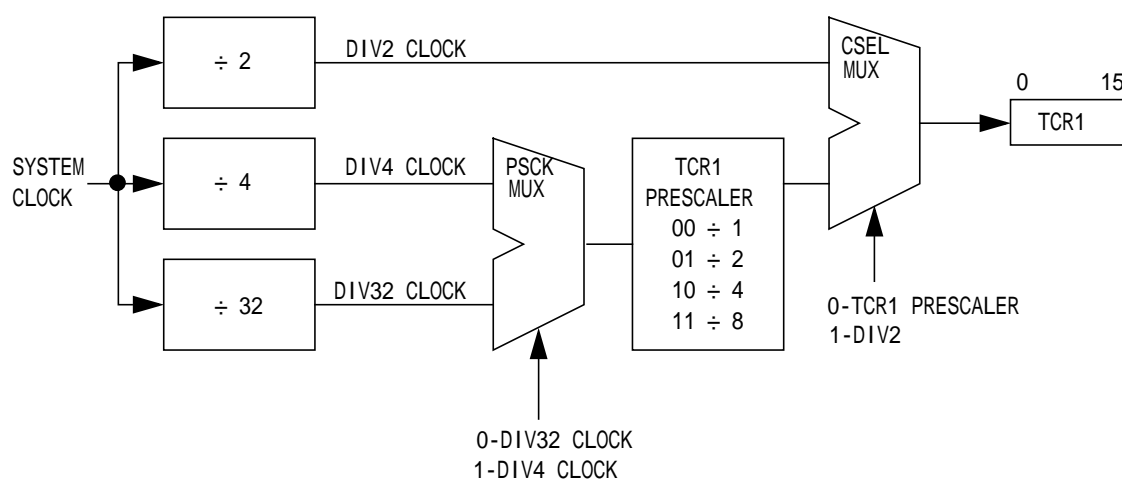 ÷ 2
DIV2 CLOCK
CSEL
MUX
0 15
TCR1
SYSTEM
CLOCK
÷ 4
DIV4 CLOCK
PSCK
MUX
TCR1
PRESCALER
00 ÷ 1
01 ÷ 2
10 ÷ 4
11 ÷ 8
÷ 32
DIV32 CLOCK
0-TCR1 PRESCALER
1-DIV2
0-DIV32 CLOCK
1-DIV4 CLOCK